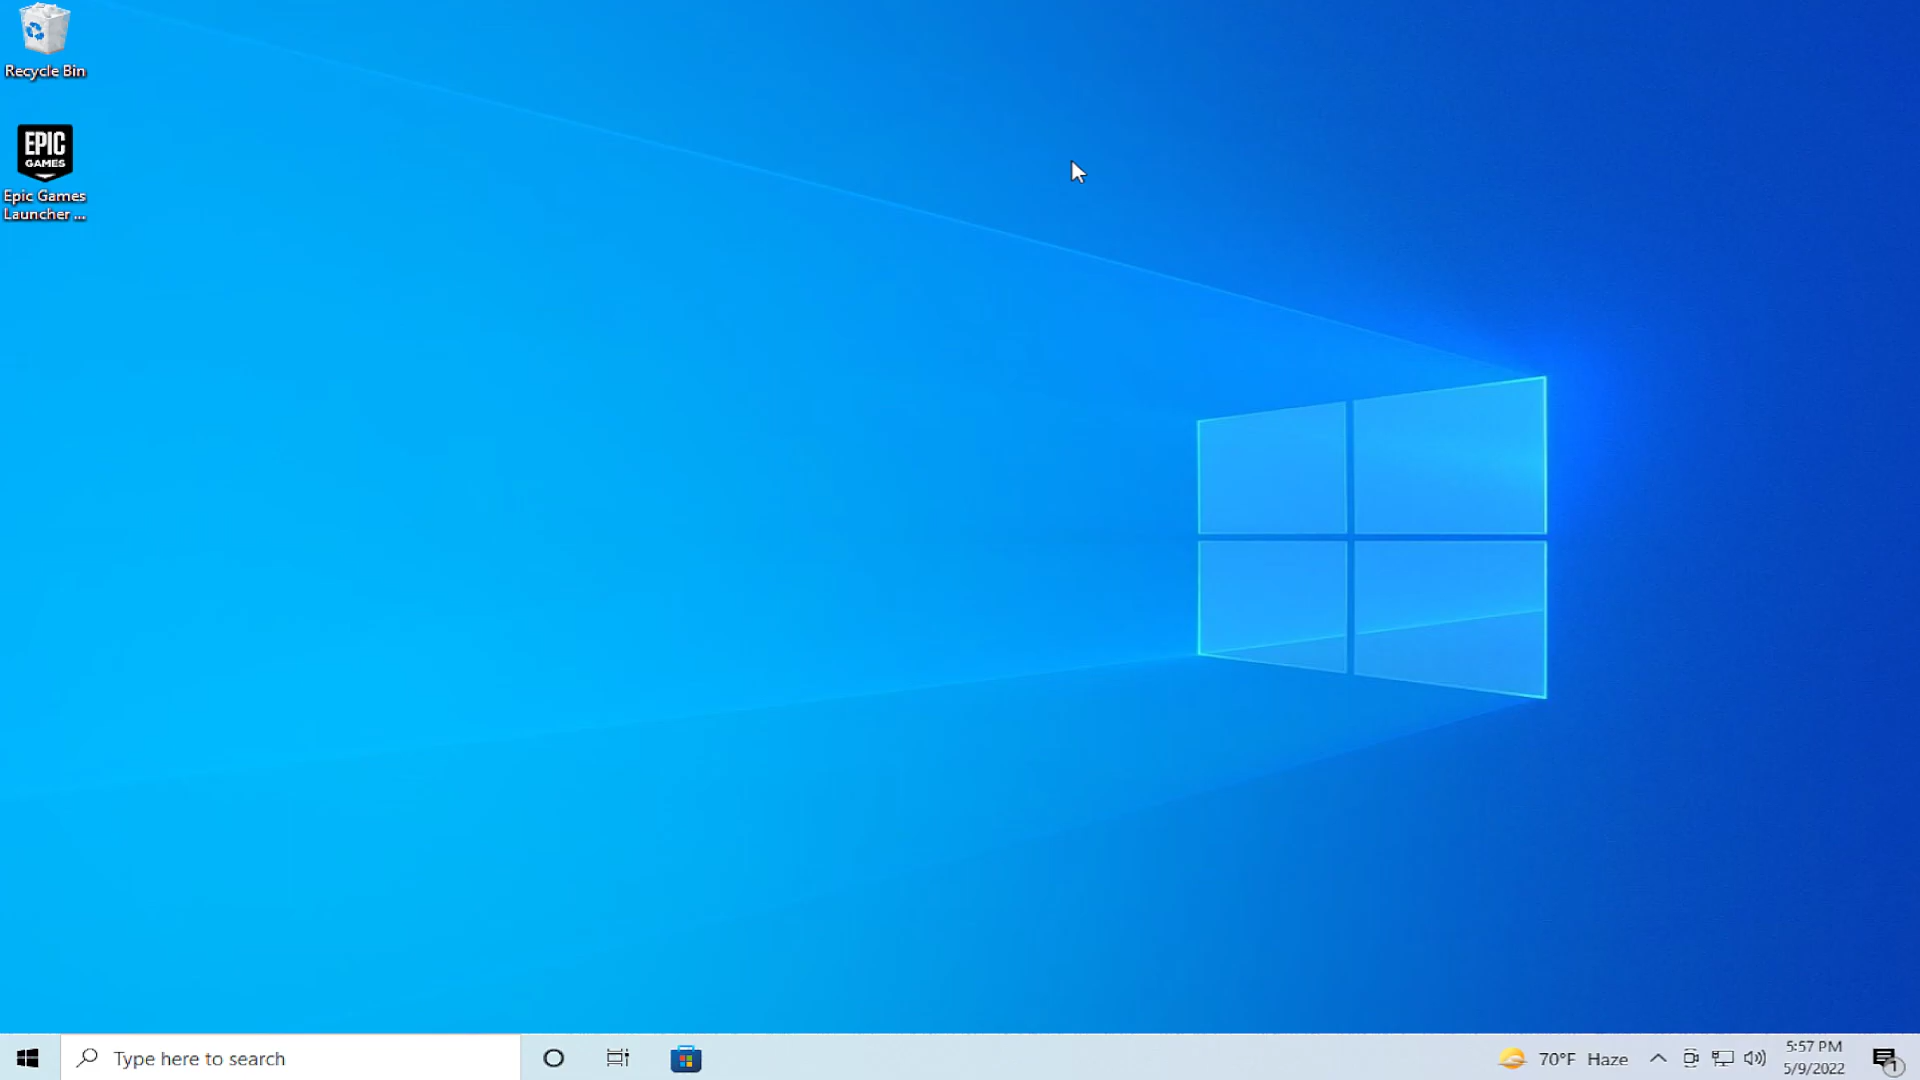 Recycle Bin
EPIC
GAMES
Epic Games
Launcher ...
Type here to search
70°F Haze
5:57 PM
5/9/2022
1